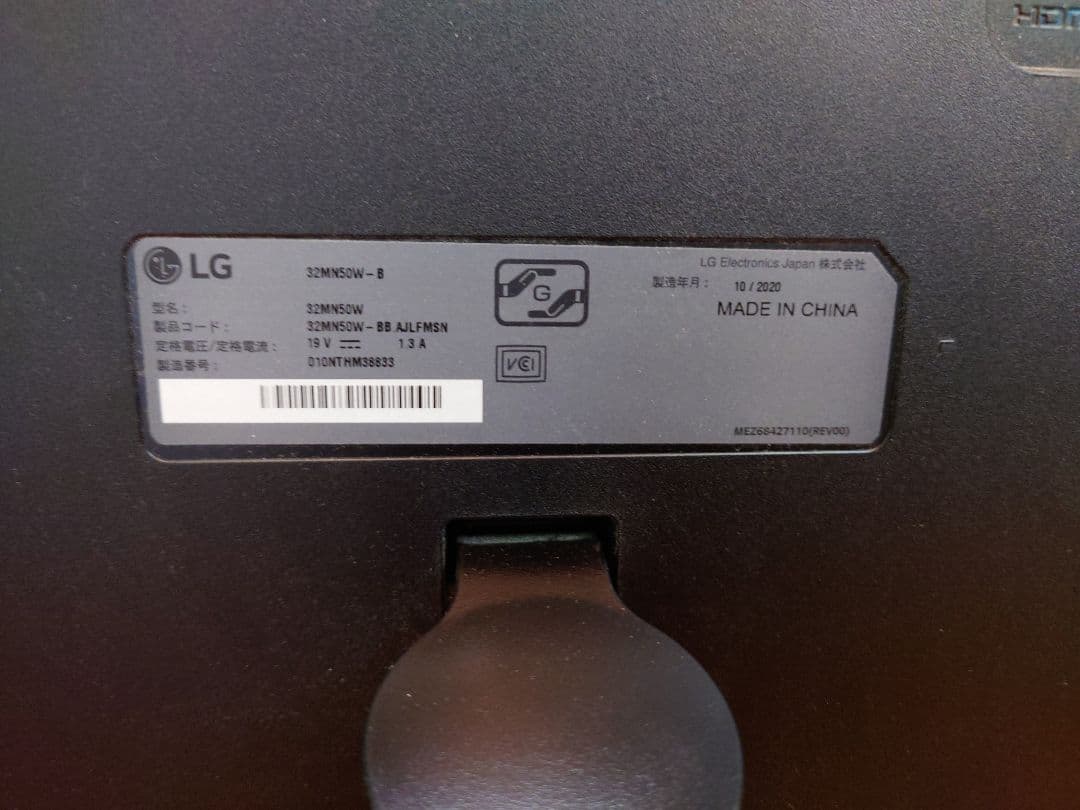 HDM
LG
32MN50W-B
型名: 32MN50W
製品コード: 32MN50W-BB.AJLFMSN
定格電圧/定格電流: 19 V 1.3 A
製造番号: 010NTHM38833
G
VCI
LG Electronics Japan 株式会社
製造年月: 10 / 2020
MADE IN CHINA
MEZ68427110(REV00)